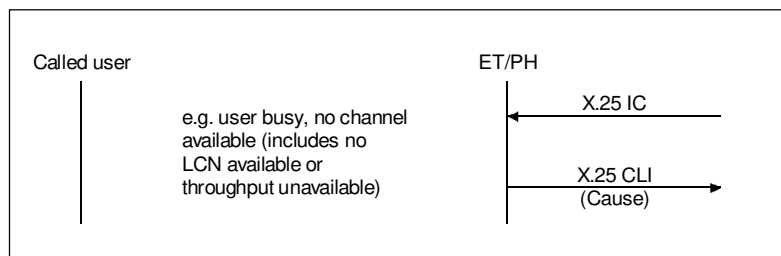 Called user
ET/PH
e.g. user busy, no channel
available (includes no
LCN available or
throughput unavailable)
X.25 IC
X.25 CLI
(Cause)